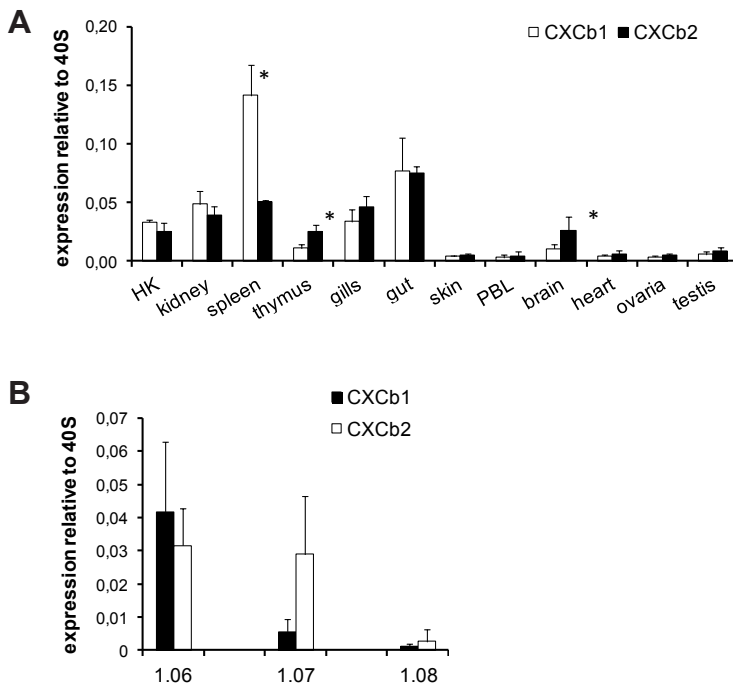 A
CXCb1 CXCb2
expression relative to 40S
0,20
0,15
0,10
0,05
0,00
*
*
*
HK kidney spleen thymus gills gut skin PBL brain heart ovaria testis
B
CXCb1
CXCb2
expression relative to 40S
0,07
0,06
0,05
0,04
0,03
0,02
0,01
0
1.06 1.07 1.08